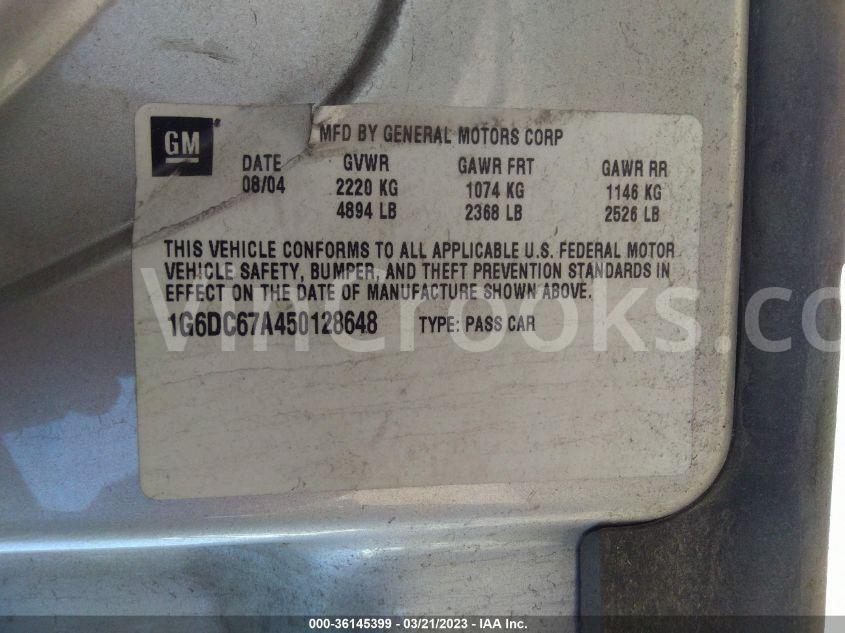 GM
MFD BY GENERAL MOTORS CORP
DATE GVWR GAWR FRT GAWR RR
08/04 2220 KG 1074 KG 1146 KG
4894 LB 2368 LB 2526 LB
THIS VEHICLE CONFORMS TO ALL APPLICABLE U.S. FEDERAL MOTOR
VEHICLE SAFETY, BUMPER, AND THEFT PREVENTION STANDARDS IN
EFFECT ON THE DATE OF MANUFACTURE SHOWN ABOVE.
1G6DC67A450128648 TYPE: PASS CAR
VinCrooks.com
000-36145399 - 03/21/2023 - IAA Inc.